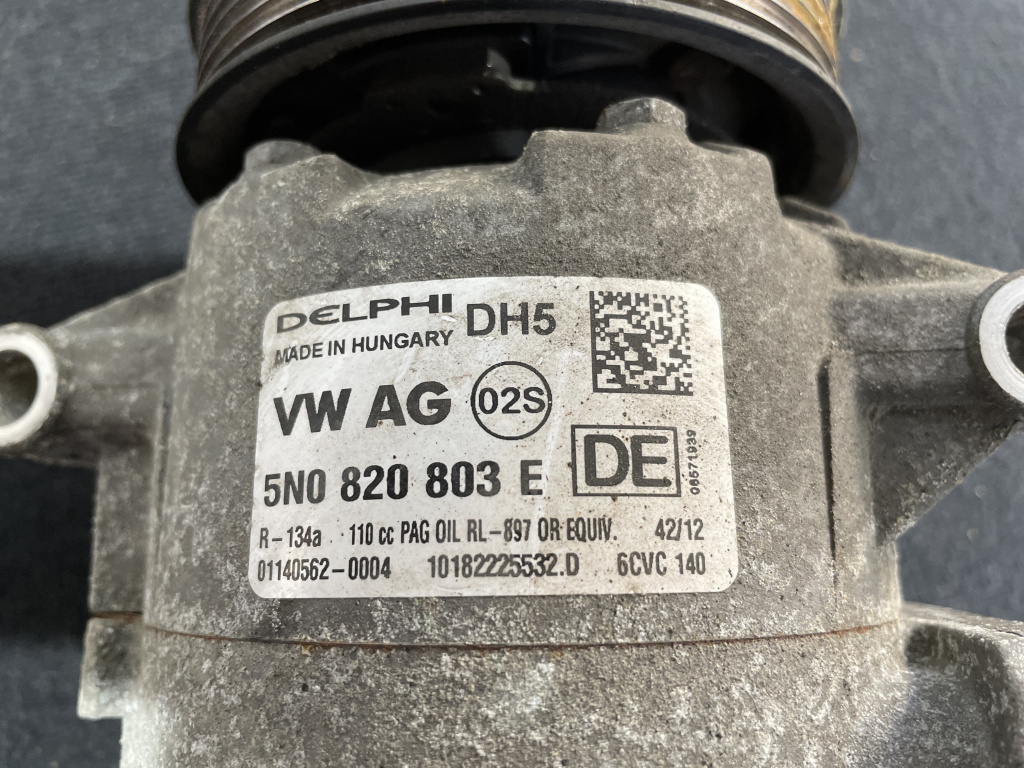 DELPHI DH5
MADE IN HUNGARY
VW AG 02S
5N0 820 803 E DE
06571939
R-134a 110 cc PAG OIL RL-897 OR EQUIV. 42/12
01140562-0004 10182225532.D 6CVC 140